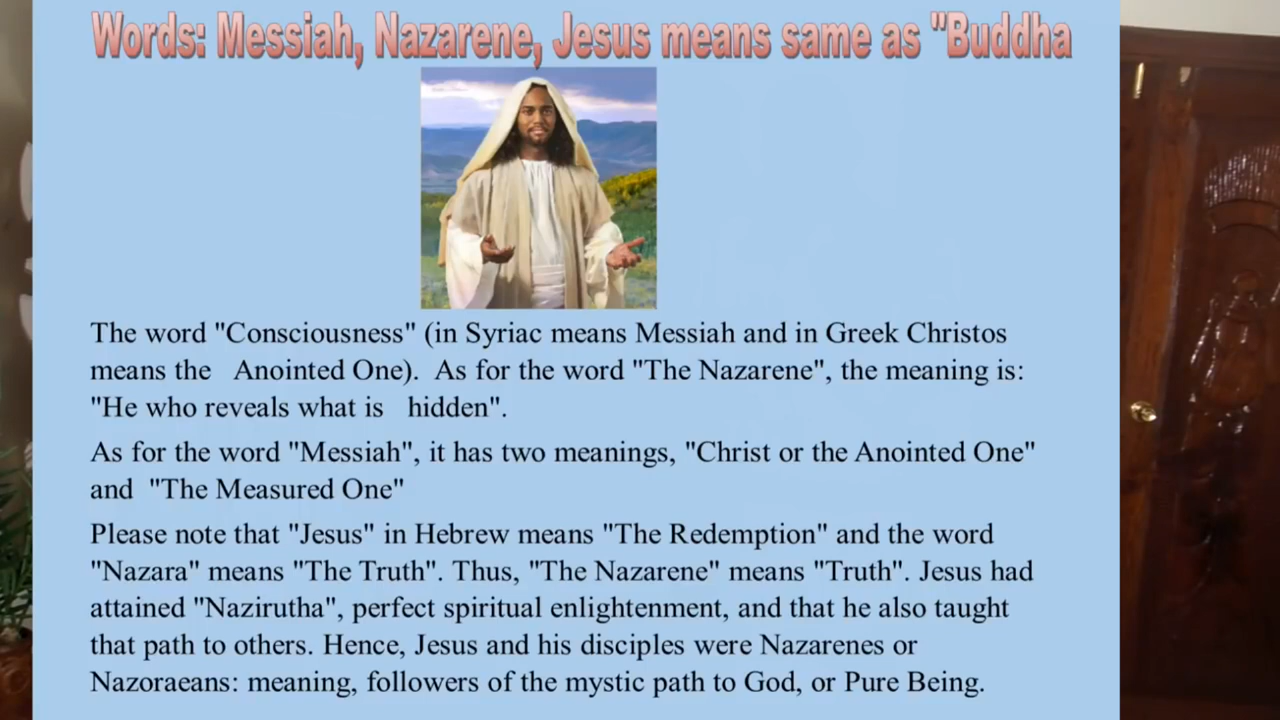 Words: Messiah, Nazarene, Jesus means same as "Buddha
The word "Consciousness" (in Syriac means Messiah and in Greek Christos
means the Anointed One). As for the word "The Nazarene", the meaning is:
"He who reveals what is hidden".
As for the word "Messiah", it has two meanings, "Christ or the Anointed One"
and "The Measured One"
Please note that "Jesus" in Hebrew means "The Redemption" and the word
"Nazara" means "The Truth". Thus, "The Nazarene" means "Truth". Jesus had
attained "Nazirutha", perfect spiritual enlightenment, and that he also taught
that path to others. Hence, Jesus and his disciples were Nazarenes or
Nazoraeans: meaning, followers of the mystic path to God, or Pure Being.